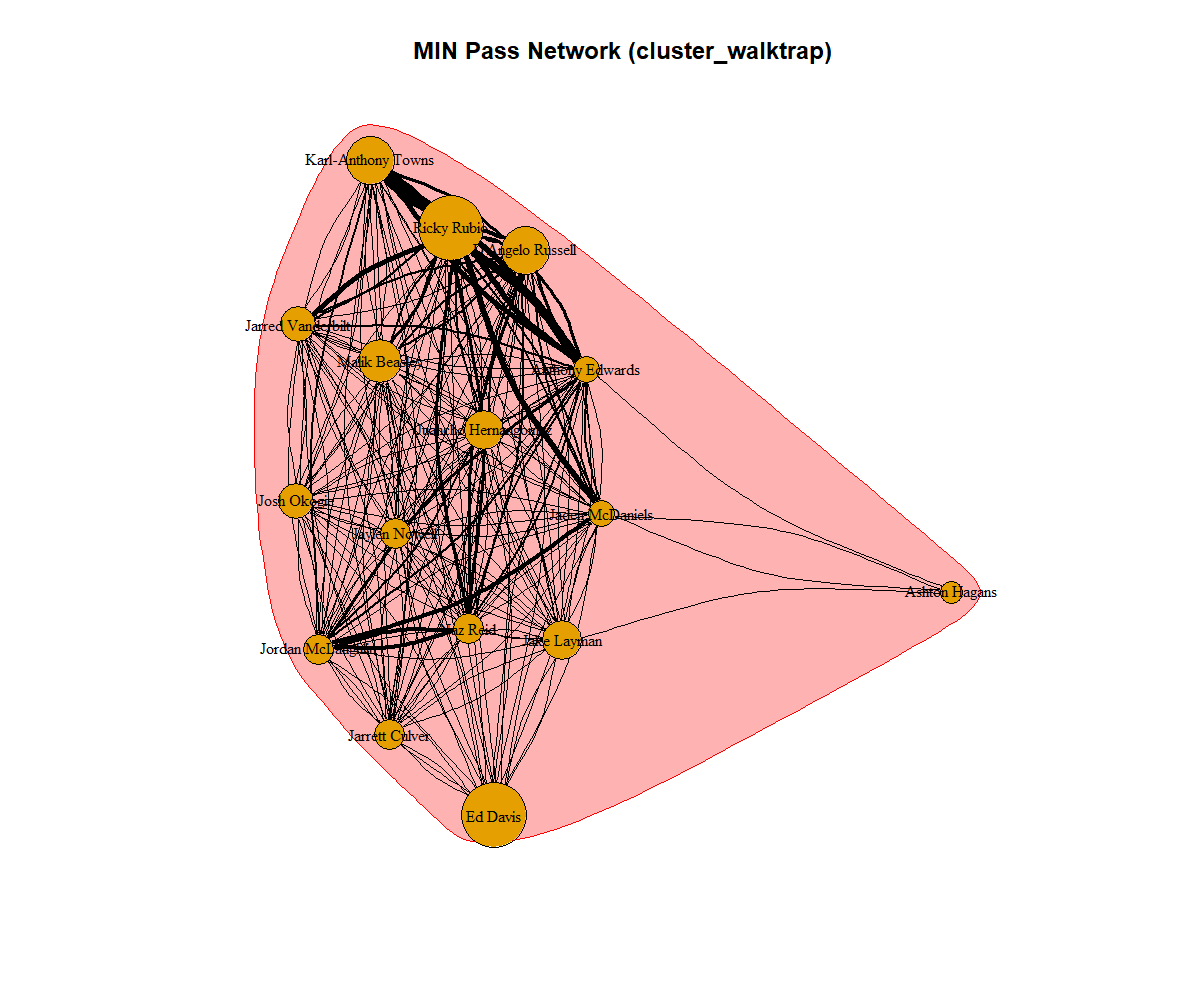 MIN Pass Network (cluster_walktrap)
Karl-Anthony Towns
Ricky Rubio
Angelo Russell
Jarred Vanderbilt
Malik Beasley
Anthony Edwards
Juancho Hernangomez
Josh Okogie
Jaden McDaniels
Jaylen Nowell
Ashton Hagans
Naz Reid
Jake Layman
Jordan McLaughlin
Jarrett Culver
Ed Davis